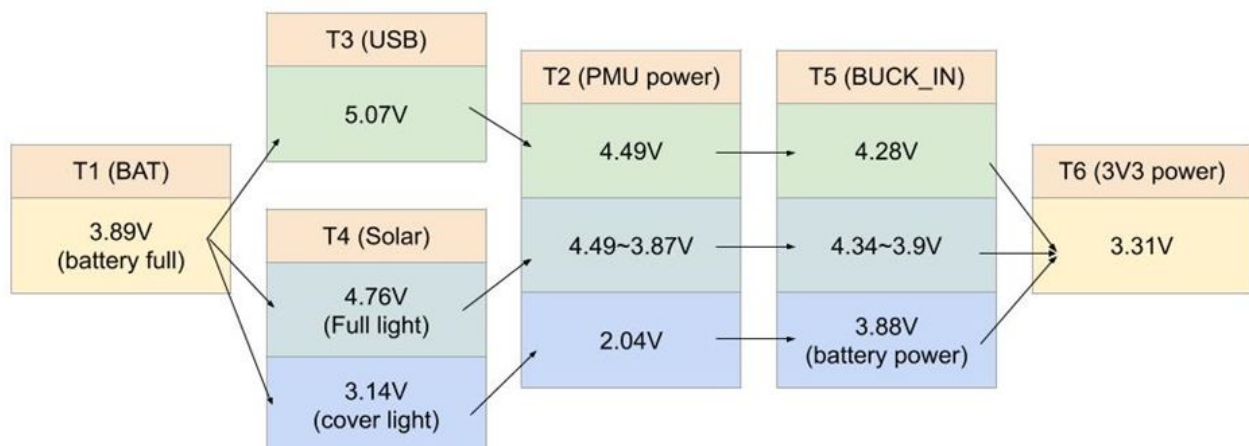 T1 (BAT)
3.89V
(battery full)
T3 (USB)
5.07V
T4 (Solar)
4.76V
(Full light)
3.14V
(cover light)
T2 (PMU power)
4.49V
4.49~3.87V
2.04V
T5 (BUCK_IN)
4.28V
4.34~3.9V
3.88V
(battery power)
T6 (3V3 power)
3.31V